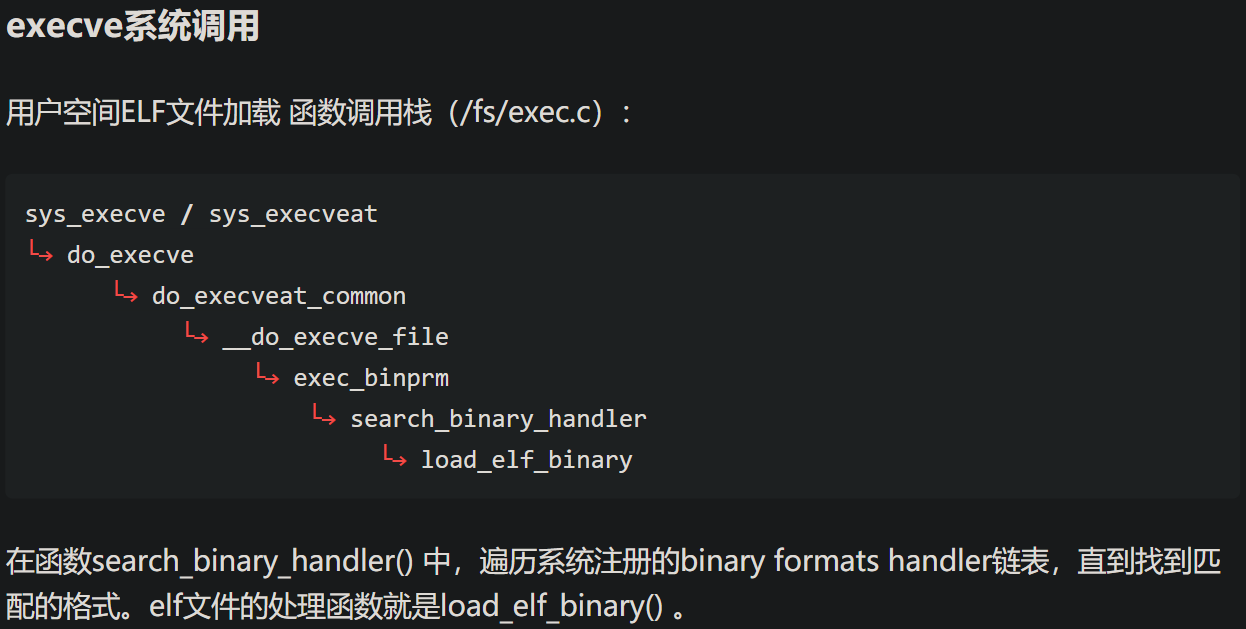 execve系统调用
用户空间ELF文件加载 函数调用栈（/fs/exec.c）：
sys_execve / sys_execveat
└→ do_execve
└→ do_execveat_common
└→ __do_execve_file
└→ exec_binprm
└→ search_binary_handler
└→ load_elf_binary
在函数search_binary_handler() 中，遍历系统注册的binary formats handler链表，直到找到匹
配的格式。elf文件的处理函数就是load_elf_binary() 。